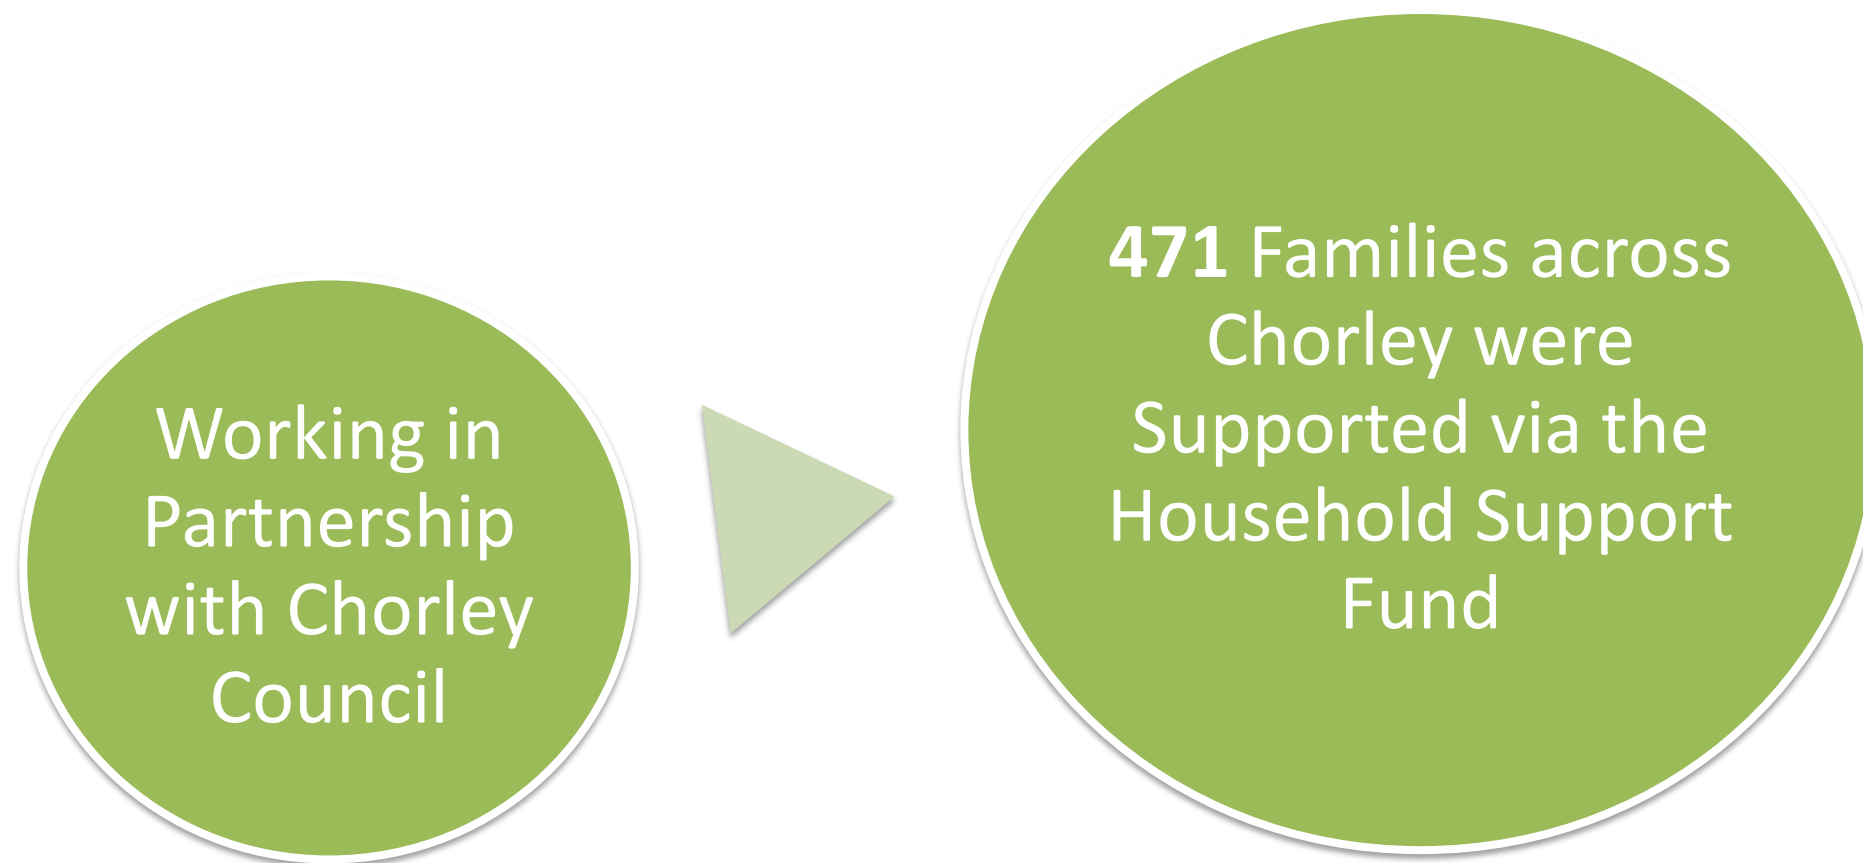 Working in
Partnership
with Chorley
Council
471 Families across
Chorley were
Supported via the
Household Support
Fund